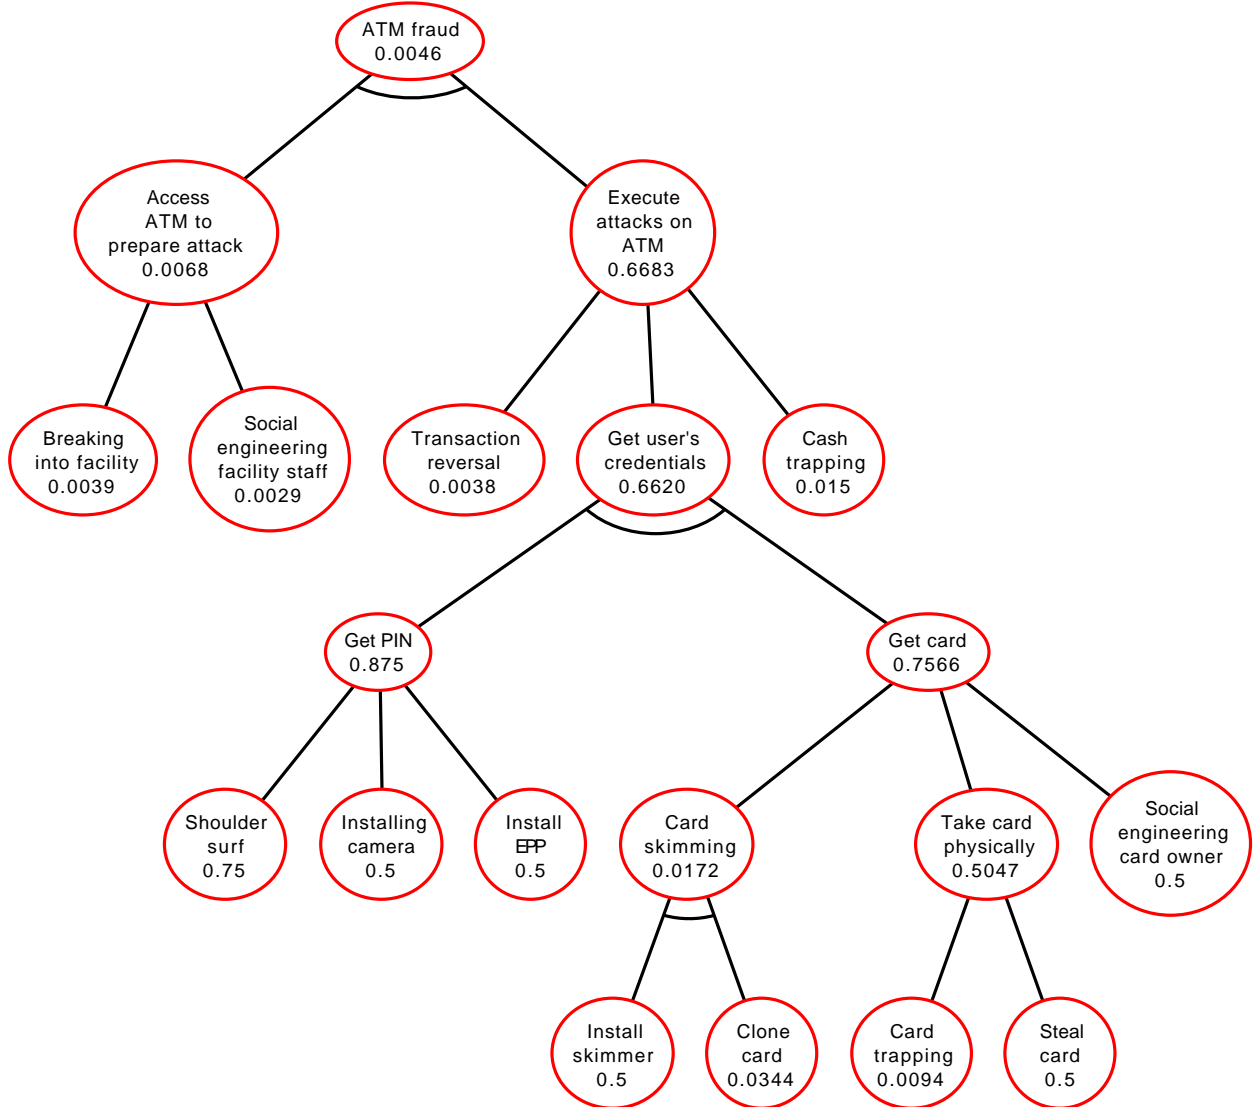 ATM fraud
0.0046
Access
ATM to
prepare attack
0.0068
Execute
attacks on
ATM
0.6683
Breaking
into facility
0.0039
Social
engineering
facility staff
0.0029
Transaction
reversal
0.0038
Get user's
credentials
0.6620
Cash
trapping
0.015
Get PIN
0.875
Get card
0.7566
Shoulder
surf
0.75
Installing
camera
0.5
Install
EPP
0.5
Card
skimming
0.0172
Take card
physically
0.5047
Social
engineering
card owner
0.5
Install
skimmer
0.5
Clone
card
0.0344
Card
trapping
0.0094
Steal
card
0.5